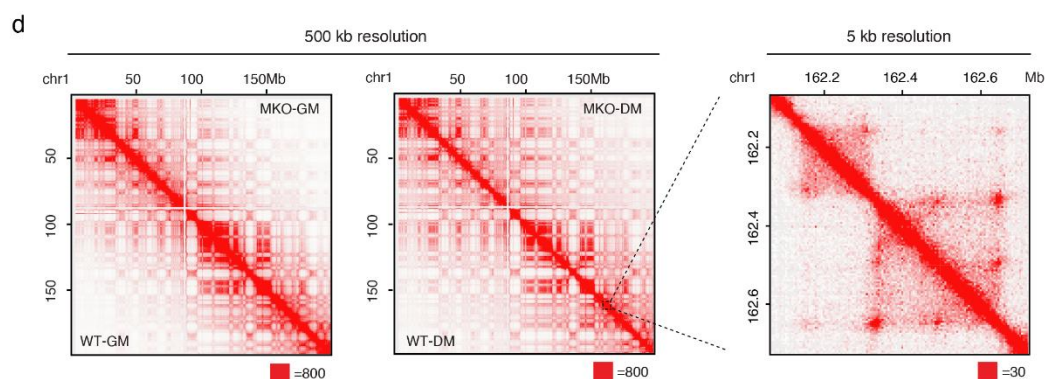 d
500 kb resolution
5 kb resolution
chr1 50 100 150Mb
chr1 50 100 150Mb
chr1 162.2 162.4 162.6 Mb
MKO-GM
MKO-DM
50
100
150
50
100
150
162.2
162.4
162.6
WT-GM
WT-DM
=800
=800
=30